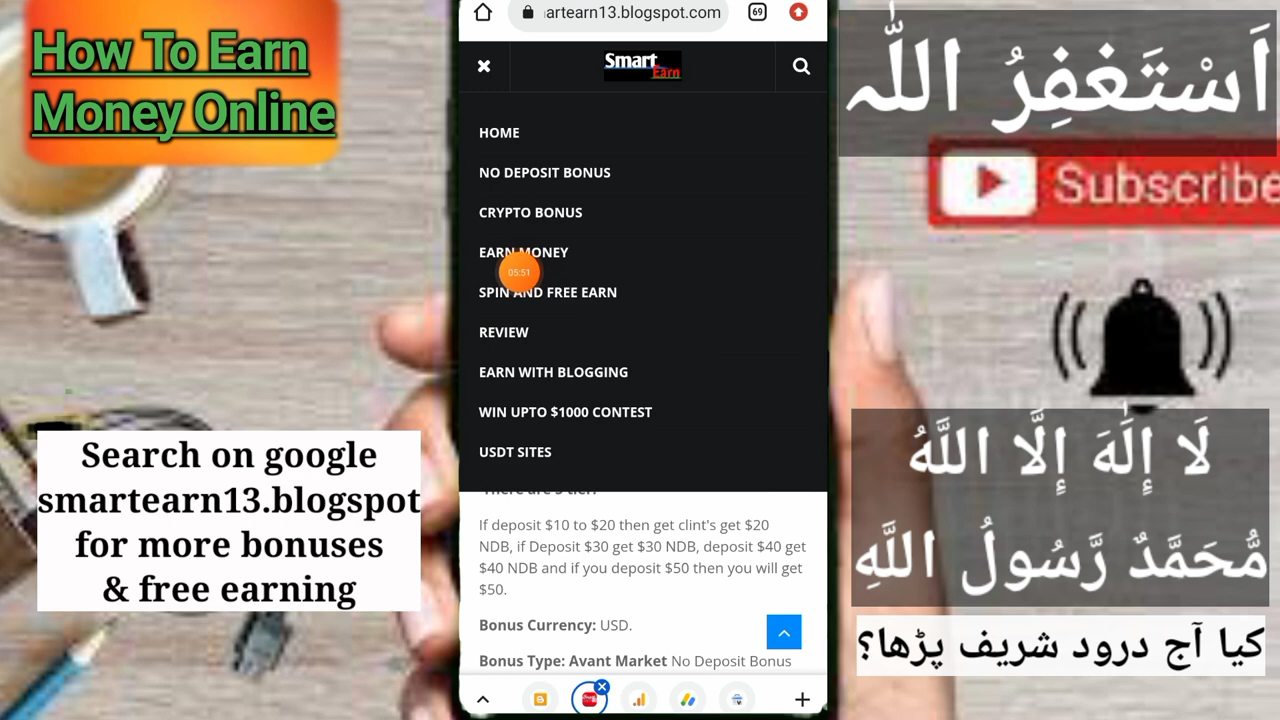 How To Earn
Money Online
Search on google
smartearn13.blogspot
for more bonuses
& free earning
artearn13.blogspot.com
69
Smart
Earn
HOME
NO DEPOSIT BONUS
CRYPTO BONUS
EARN MONEY
05:51
SPIN AND FREE EARN
REVIEW
EARN WITH BLOGGING
WIN UPTO $1000 CONTEST
USDT SITES
If deposit $10 to $20 then get clint's get $20
NDB, if Deposit $30 get $30 NDB, deposit $40 get
$40 NDB and if you deposit $50 then you will get
$50.
Bonus Currency: USD.
Bonus Type: Avant Market No Deposit Bonus
اَسْتَغفِرُ اللّٰه
Subscribe
لَا إِلٰهَ إِلَّا اللَّهُ
مُّحَمَّدٌ رَّسُولُ اللَّهِ
کیا آج درود شریف پڑھا؟